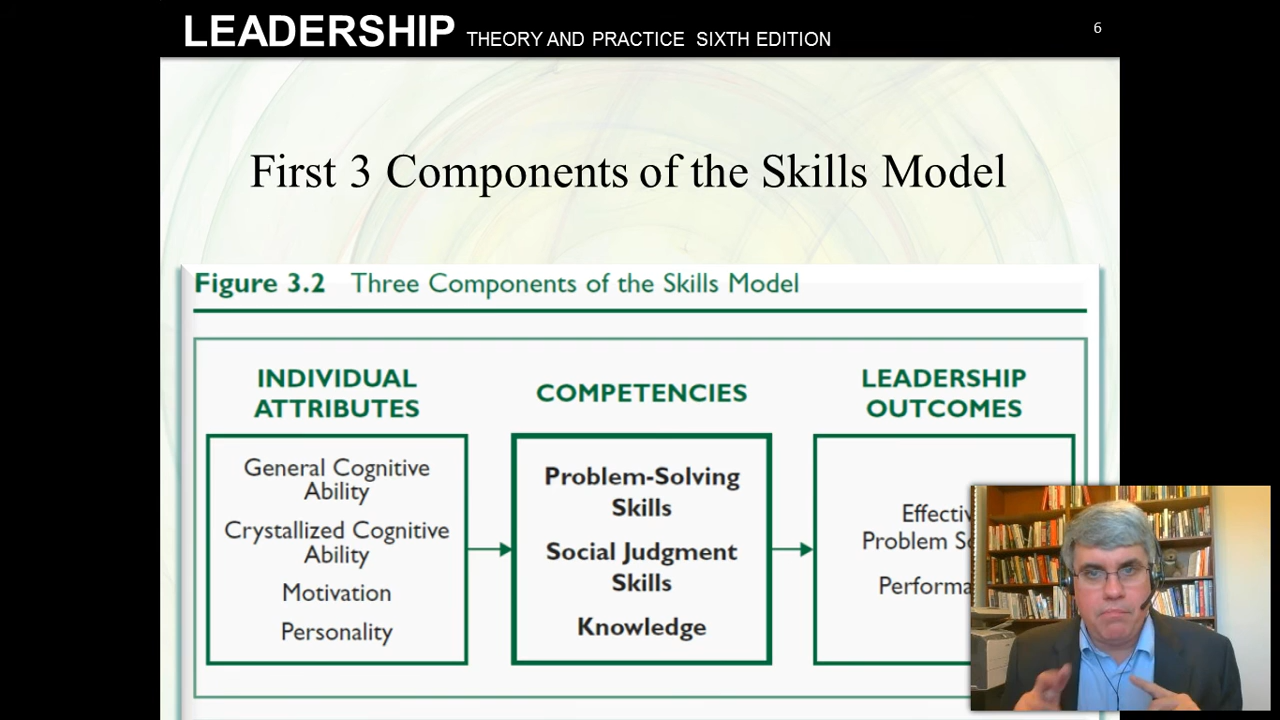 LEADERSHIP THEORY AND PRACTICE SIXTH EDITION
6
First 3 Components of the Skills Model
Figure 3.2 Three Components of the Skills Model
INDIVIDUAL
ATTRIBUTES
General Cognitive
Ability
Crystallized Cognitive
Ability
Motivation
Personality
COMPETENCIES
Problem-Solving
Skills
Social Judgment
Skills
Knowledge
LEADERSHIP
OUTCOMES
Problem